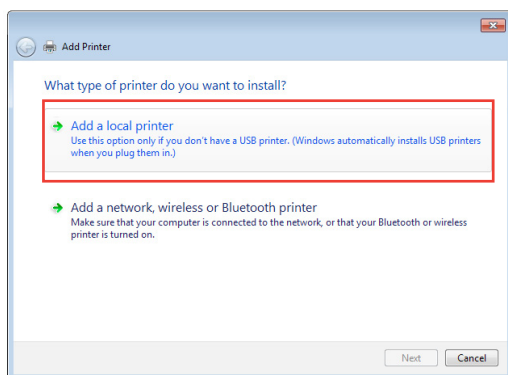 Add Printer
What type of printer do you want to install?
Add a local printer
Use this option only if you don't have a USB printer. (Windows automatically installs USB printers
when you plug them in.)
Add a network, wireless or Bluetooth printer
Make sure that your computer is connected to the network, or that your Bluetooth or wireless
printer is turned on.
Next Cancel